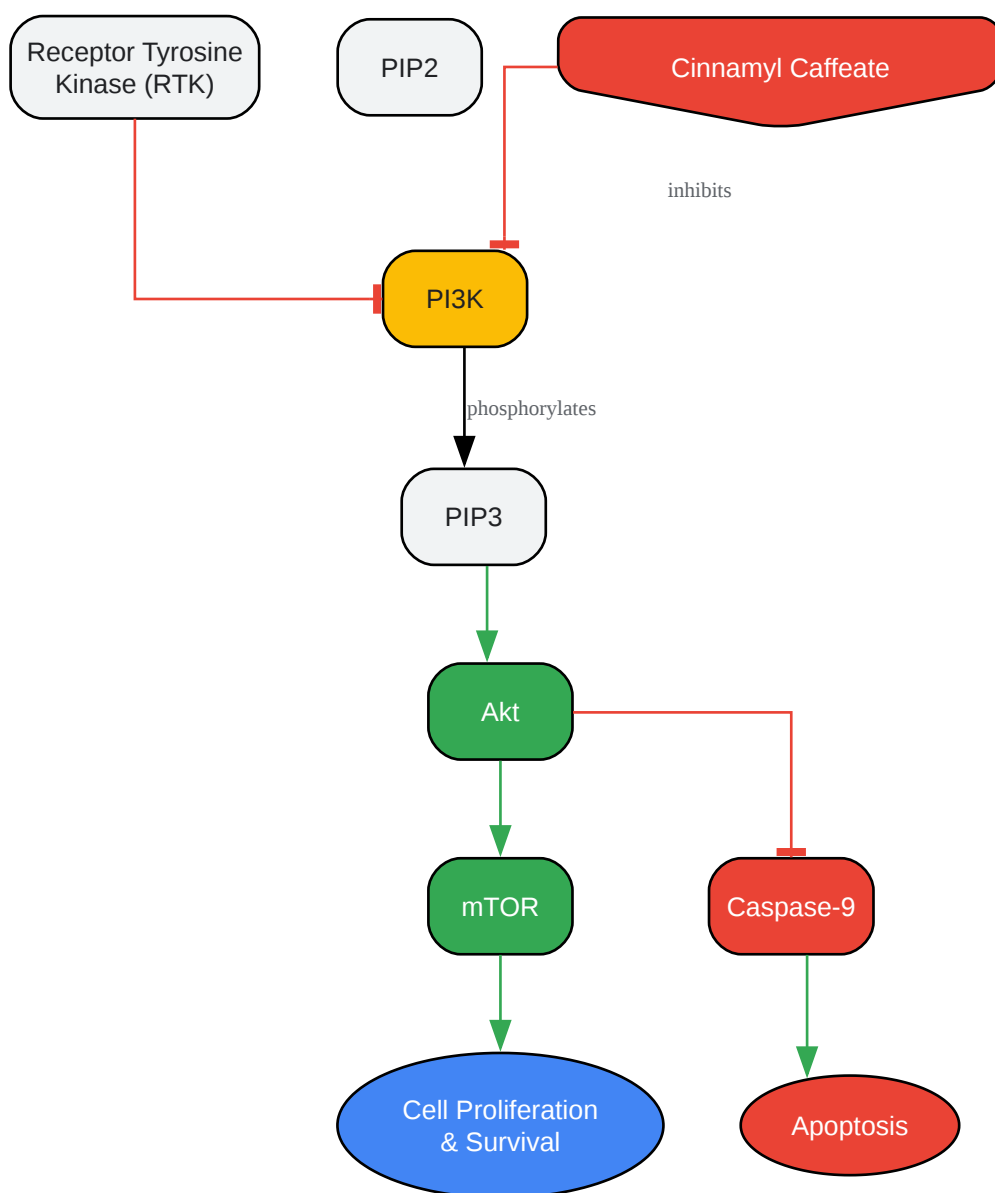 Receptor Tyrosine
Kinase (RTK)
PIP2
Cinnamyl Caffeate
inhibits
PI3K
phosphorylates
PIP3
Akt
mTOR
Caspase-9
Cell Proliferation
& Survival
Apoptosis